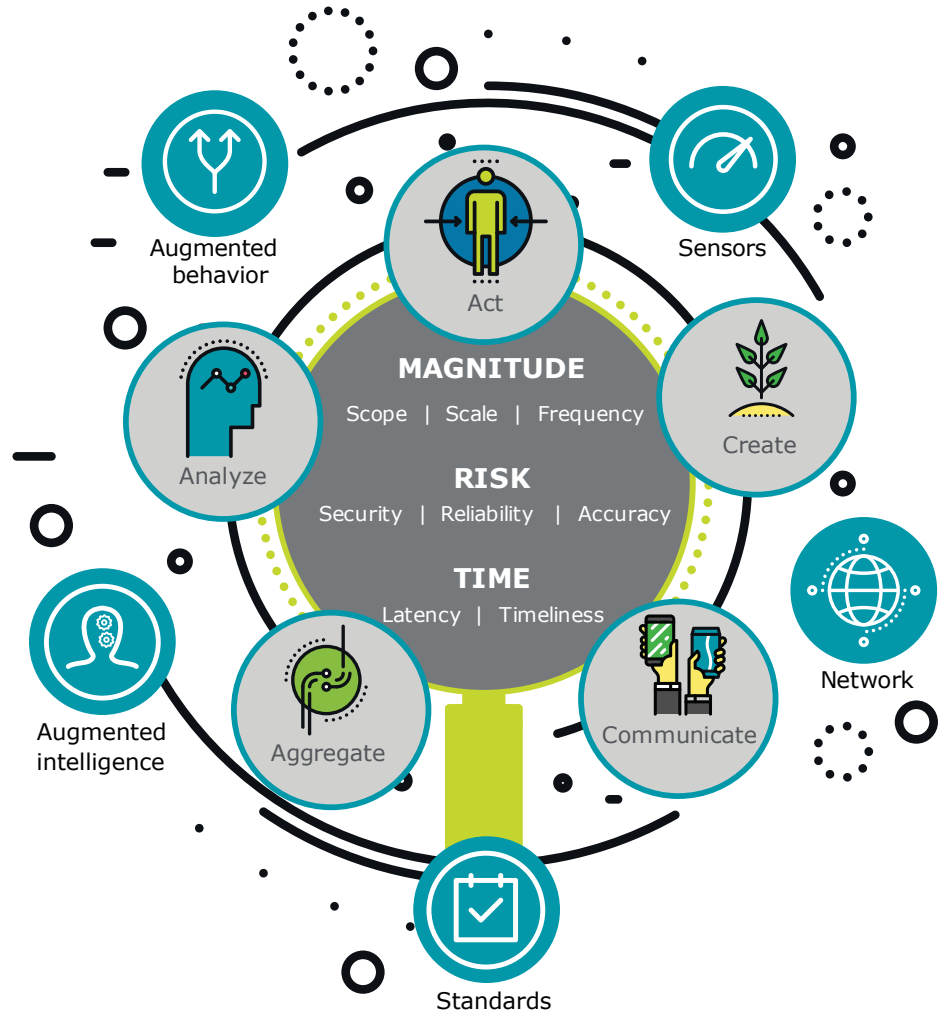 Augmented
behavior
Sensors
Act
MAGNITUDE
Scope | Scale | Frequency
Analyze
Create
RISK
Security | Reliability | Accuracy
TIME
Latency | Timeliness
Network
Augmented
intelligence
Aggregate
Communicate
Standards